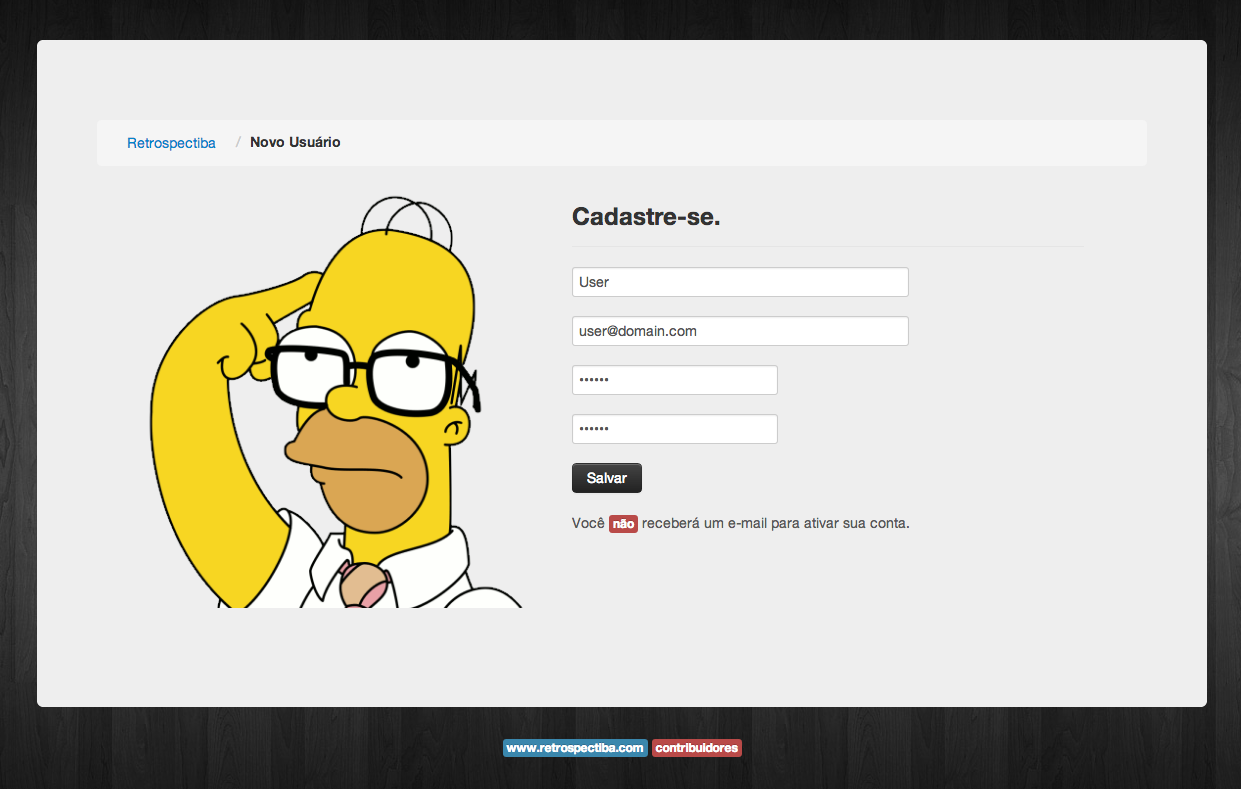 Retrospectiba / Novo Usuário
Cadastre-se.
User
user@domain.com
••••••
••••••
Salvar
Você não receberá um e-mail para ativar sua conta.
www.retrospectiba.com contribuidores